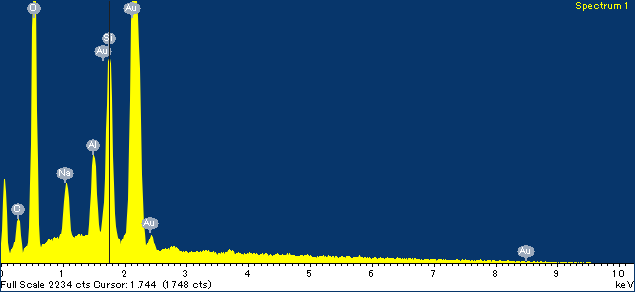 Spectrum 1
O Au
Si
Au
Al
Na
C
Au
Au
0 1 2 3 4 5 6 7 8 9 10
Full Scale 2234 cts Cursor: 1.744 (1748 cts) keV